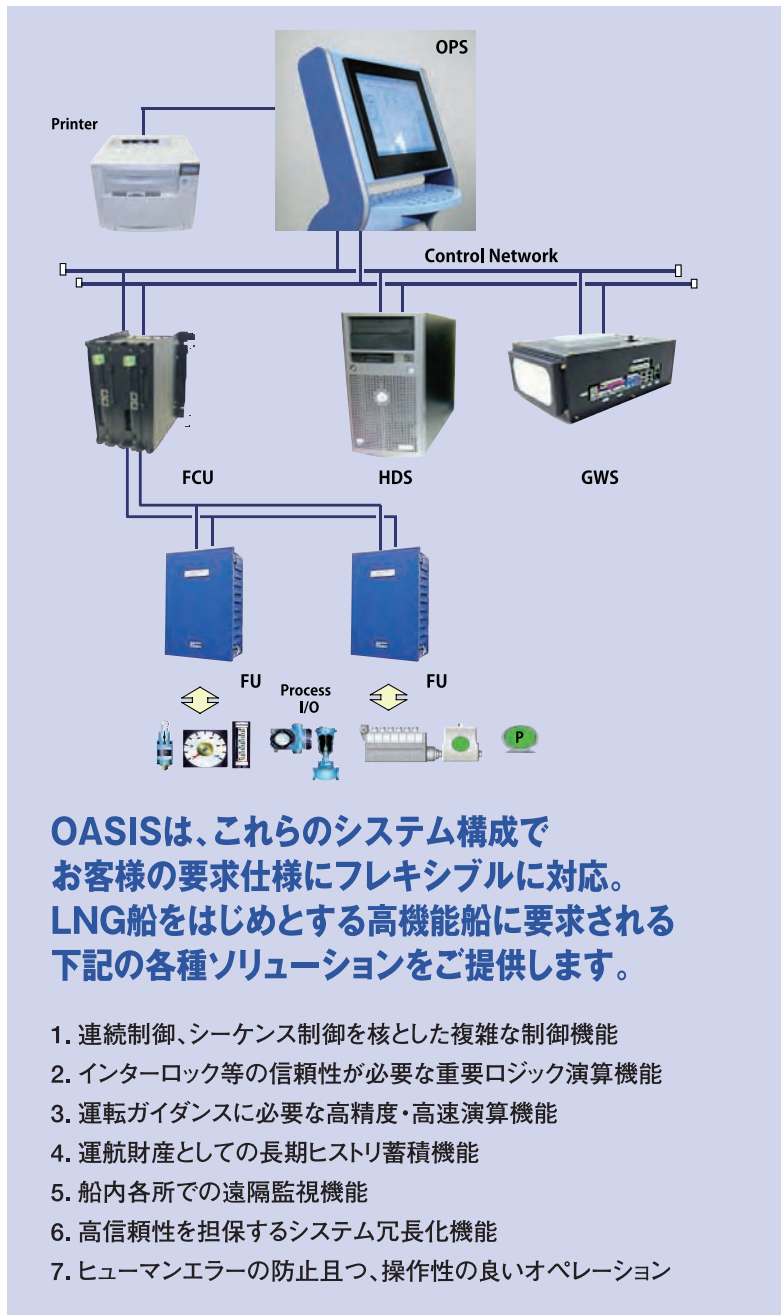 OPS
Printer
Control Network
FCU
HDS
GWS
FU
Process
I/O
FU
P
OASISは、これらのシステム構成で
お客様の要求仕様にフレキシブルに対応。
LNG船をはじめとする高機能船に要求される
下記の各種ソリューションをご提供します。
1. 連続制御、シーケンス制御を核とした複雑な制御機能
2. インターロック等の信頼性が必要な重要ロジック演算機能
3. 運転ガイダンスに必要な高精度・高速演算機能
4. 運航財産としての長期ヒストリ蓄積機能
5. 船内各所での遠隔監視機能
6. 高信頼性を担保するシステム冗長化機能
7. ヒューマンエラーの防止且つ、操作性の良いオペレーション